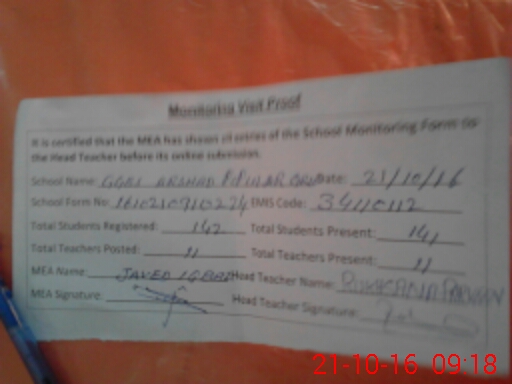 Monitoring Visit Proof
It is certified that the MEA has shown all entries of the School Monitoring Form to
the Head Teacher before its online submission.
School Name: GGHS ARSHAD Date: 21/10/16
School Form No: EMIS Code: 34110112
Total Students Registered: 142 Total Students Present: 141
Total Teachers Posted: 11 Total Teachers Present: 11
MEA Name: JAVED IQBAL Head Teacher Name: RUKHSANA PARVEEN
MEA Signature: Head Teacher Signature:
21-10-16 09:18